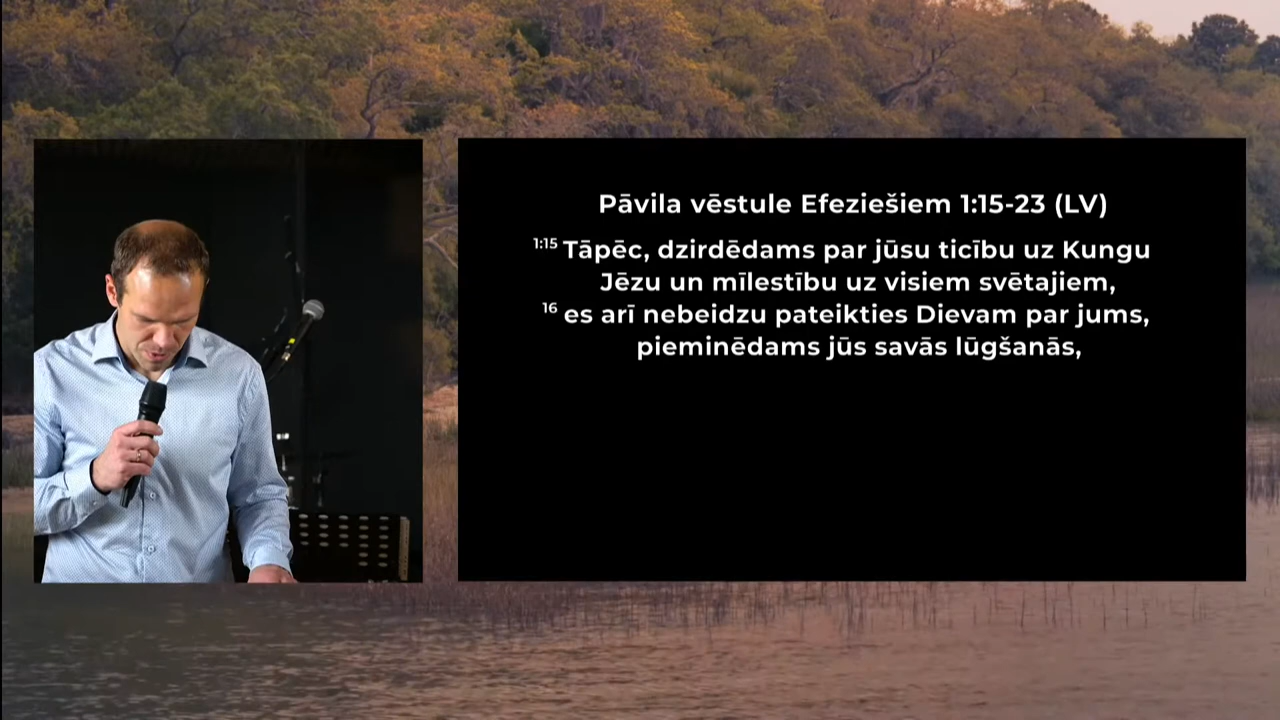 Pāvila vēstule Efeziešiem 1:15-23 (LV)
1:15 Tāpēc, dzirdēdams par jūsu ticību uz Kungu
Jēzu un mīlestību uz visiem svētajiem,
16 es arī nebeidzu pateikties Dievam par jums,
pieminēdams jūs savās lūgšanās,